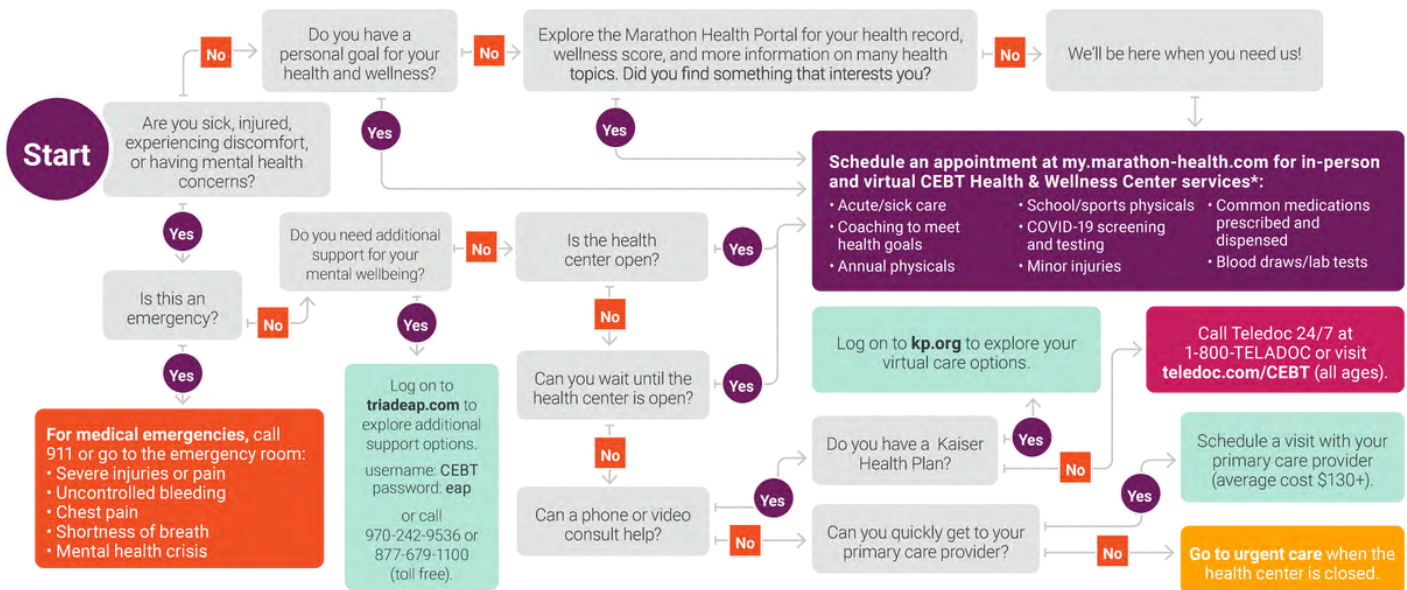 Start
Are you sick, injured,
experiencing discomfort,
or having mental health
concerns?
No
Do you have a
personal goal for your
health and wellness?
No
Explore the Marathon Health Portal for your health record,
wellness score, and more information on many health
topics. Did you find something that interests you?
No
We'll be here when you need us!
Yes
Yes
Schedule an appointment at my.marathon-health.com for in-person
and virtual CEBT Health & Wellness Center services*:
• Acute/sick care
• Coaching to meet
health goals
• Annual physicals
• School/sports physicals
• COVID-19 screening
and testing
• Minor injuries
• Common medications
prescribed and
dispensed
• Blood draws/lab tests
Yes
Is this an
emergency?
No
Do you need additional
support for your
mental wellbeing?
No
Is the health
center open?
Yes
Yes
For medical emergencies, call
911 or go to the emergency room:
• Severe injuries or pain
• Uncontrolled bleeding
• Chest pain
• Shortness of breath
• Mental health crisis
Yes
Log on to
triadeap.com to
explore additional
support options.
username: CEBT
password: eap
or call
970-242-9536 or
877-679-1100
(toll free).
No
Can you wait until the
health center is open?
Yes
No
Can a phone or video
consult help?
Yes
Do you have a Kaiser
Health Plan?
Yes
Log on to kp.org to explore your
virtual care options.
No
Call Teledoc 24/7 at
1-800-TELADOC or visit
teledoc.com/CEBT (all ages).
No
Can you quickly get to your
primary care provider?
Yes
Schedule a visit with your
primary care provider
(average cost $130+).
No
Go to urgent care when the
health center is closed.